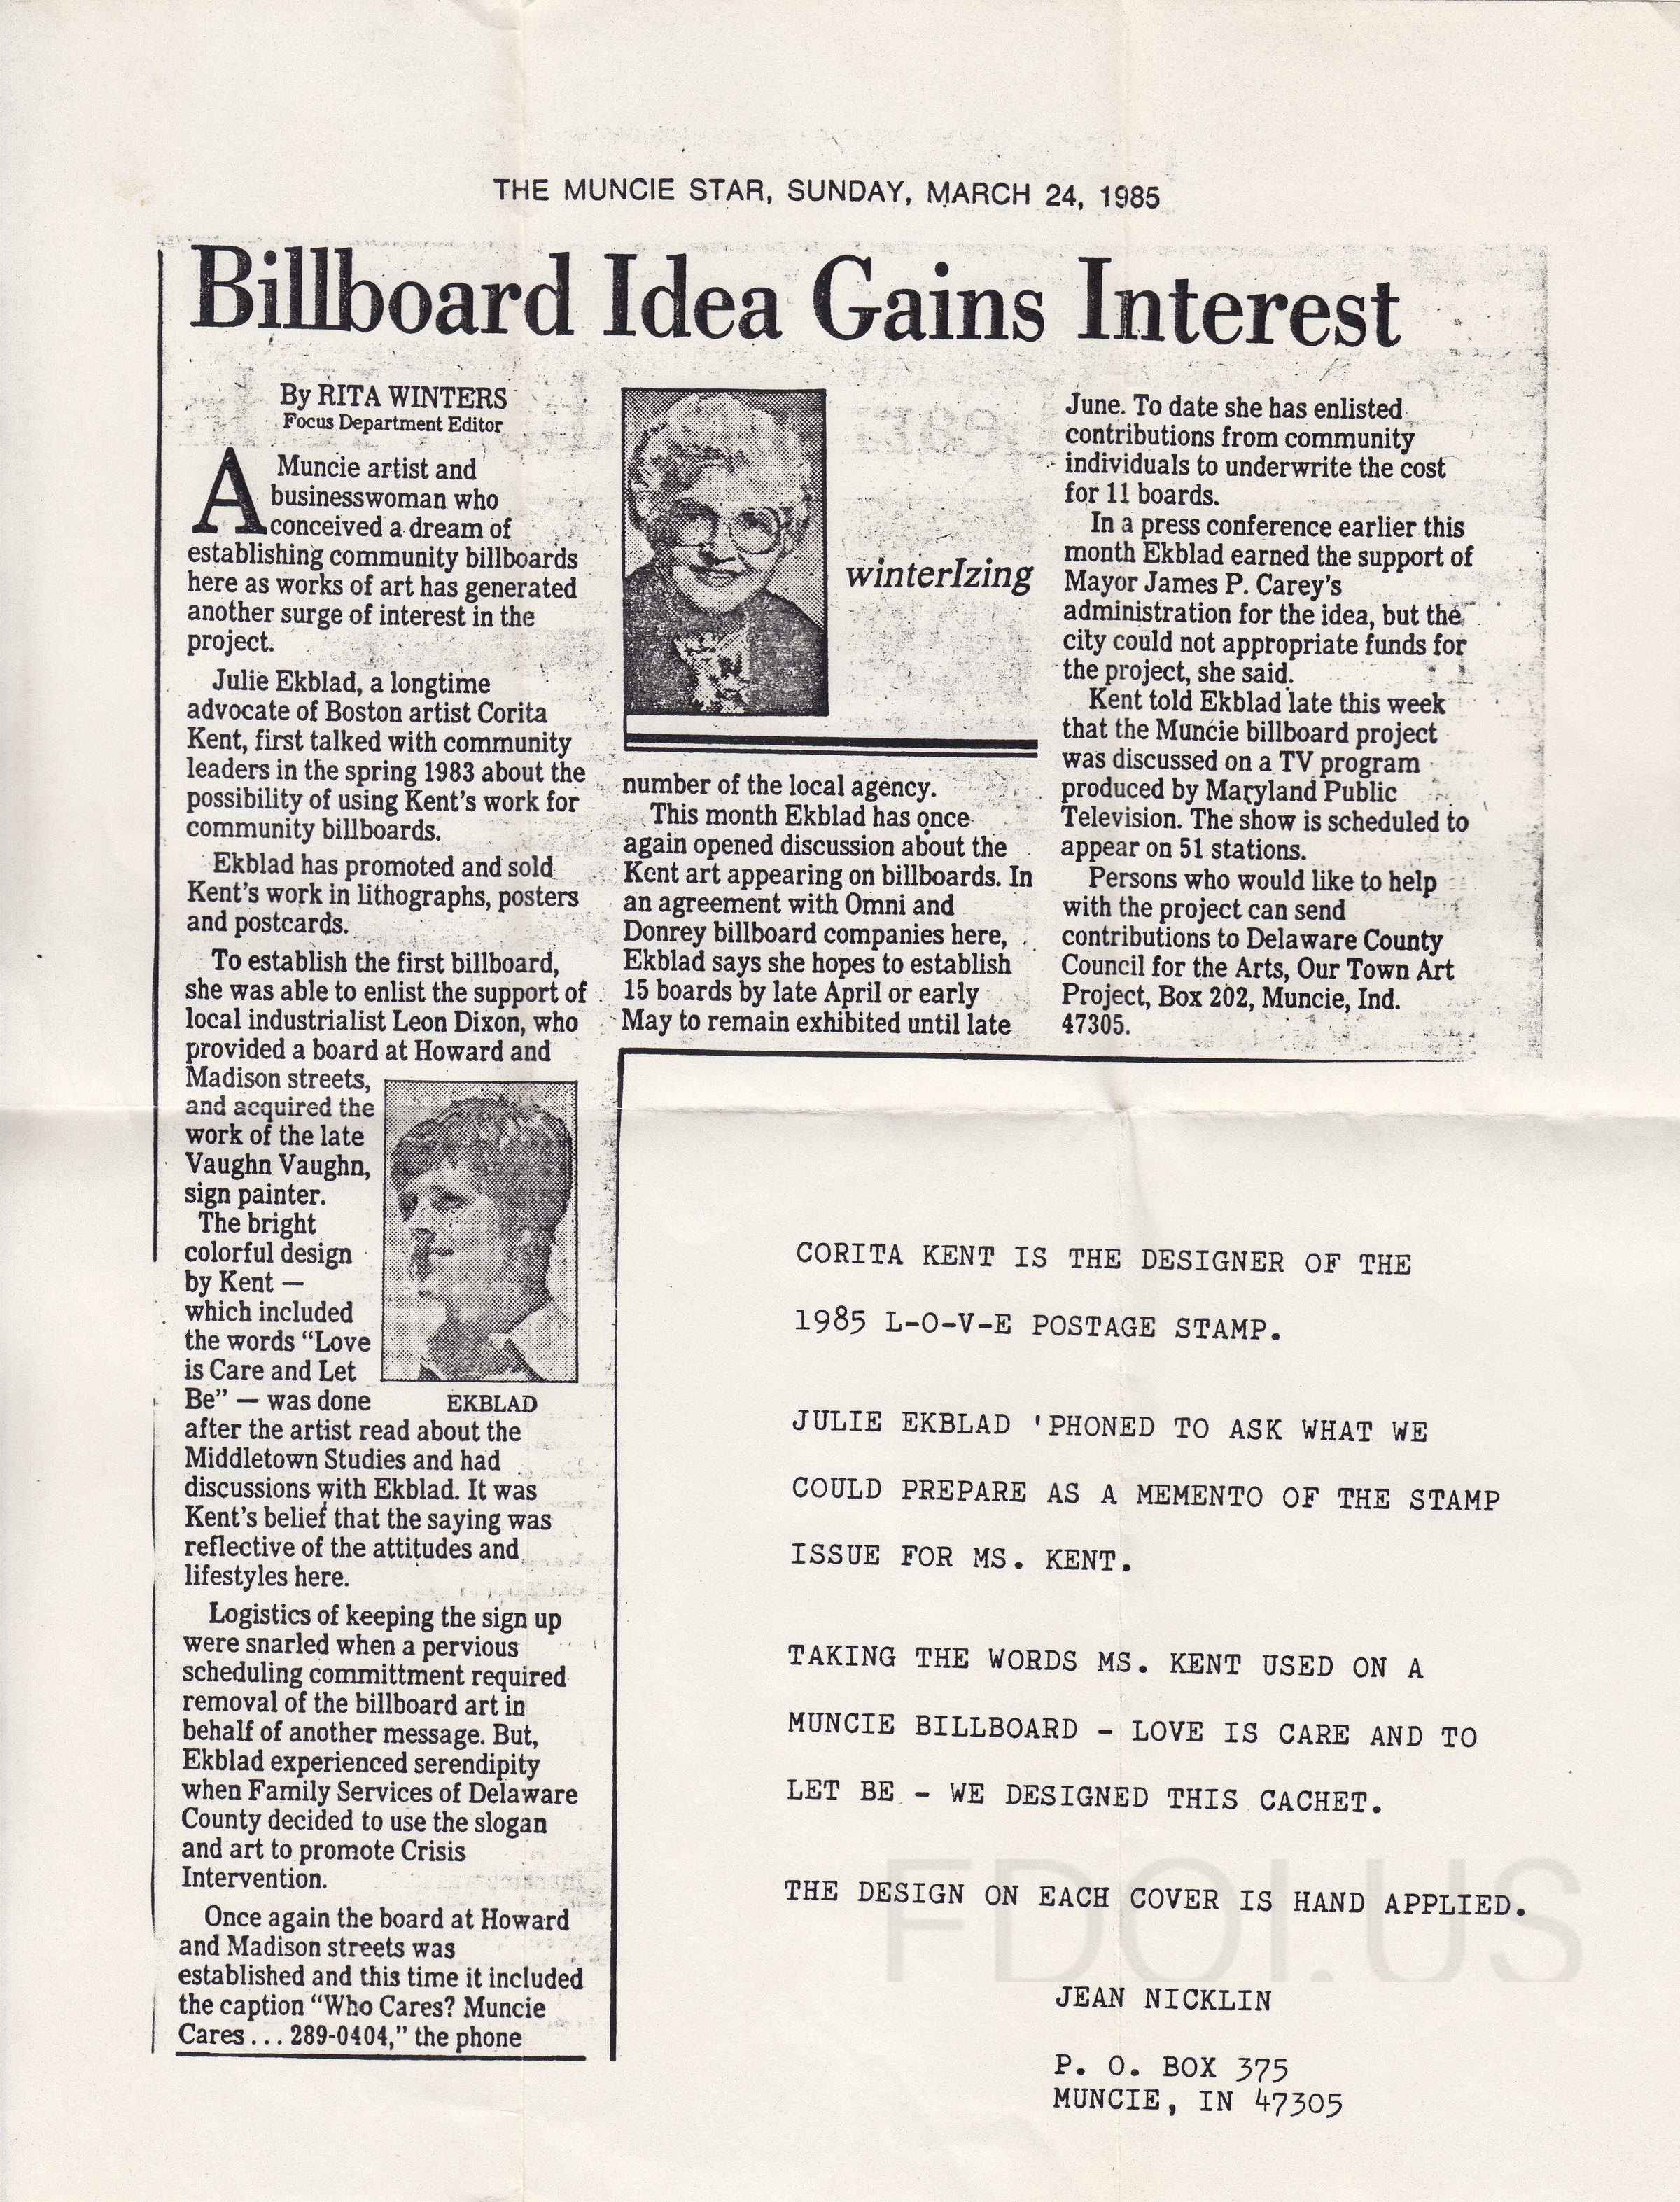 THE MUNCIE STAR, SUNDAY, MARCH 24, 1985
Billboard Idea Gains Interest
By RITA WINTERS
Focus Department Editor
A Muncie artist and
businesswoman who
conceived a dream of
establishing community billboards
here as works of art has generated
another surge of interest in the
project.
Julie Ekblad, a longtime
advocate of Boston artist Corita
Kent, first talked with community
leaders in the spring 1983 about the
possibility of using Kent's work for
community billboards.
Ekblad has promoted and sold
Kent's work in lithographs, posters
and postcards.
To establish the first billboard,
she was able to enlist the support of
local industrialist Leon Dixon, who
provided a board at Howard and
Madison streets,
and acquired the
work of the late
Vaughn Vaughn,
sign painter.
The bright
colorful design
by Kent —
which included
the words “Love
is Care and Let
Be” — was done
EKBLAD
after the artist read about the
Middletown Studies and had
discussions with Ekblad. It was
Kent's belief that the saying was
reflective of the attitudes and
lifestyles here.
Logistics of keeping the sign up
were snarled when a pervious
scheduling committment required
removal of the billboard art in
behalf of another message. But,
Ekblad experienced serendipity
when Family Services of Delaware
County decided to use the slogan
and art to promote Crisis
Intervention.
Once again the board at Howard
and Madison streets was
established and this time it included
the caption “Who Cares? Muncie
Cares . . . 289-0404,” the phone
winterIzing
number of the local agency.
This month Ekblad has once
again opened discussion about the
Kent art appearing on billboards. In
an agreement with Omni and
Donrey billboard companies here,
Ekblad says she hopes to establish
15 boards by late April or early
May to remain exhibited until late
June. To date she has enlisted
contributions from community
individuals to underwrite the cost
for 11 boards.
In a press conference earlier this
month Ekblad earned the support of
Mayor James P. Carey's
administration for the idea, but the
city could not appropriate funds for
the project, she said.
Kent told Ekblad late this week
that the Muncie billboard project
was discussed on a TV program
produced by Maryland Public
Television. The show is scheduled to
appear on 51 stations.
Persons who would like to help
with the project can send
contributions to Delaware County
Council for the Arts, Our Town Art
Project, Box 202, Muncie, Ind.
47305.
CORITA KENT IS THE DESIGNER OF THE
1985 L-O-V-E POSTAGE STAMP.
JULIE EKBLAD 'PHONED TO ASK WHAT WE
COULD PREPARE AS A MEMENTO OF THE STAMP
ISSUE FOR MS. KENT.
TAKING THE WORDS MS. KENT USED ON A
MUNCIE BILLBOARD - LOVE IS CARE AND TO
LET BE - WE DESIGNED THIS CACHET.
THE DESIGN ON EACH COVER IS HAND APPLIED.
FDOI.US
JEAN NICKLIN
P. O. BOX 375
MUNCIE, IN 47305